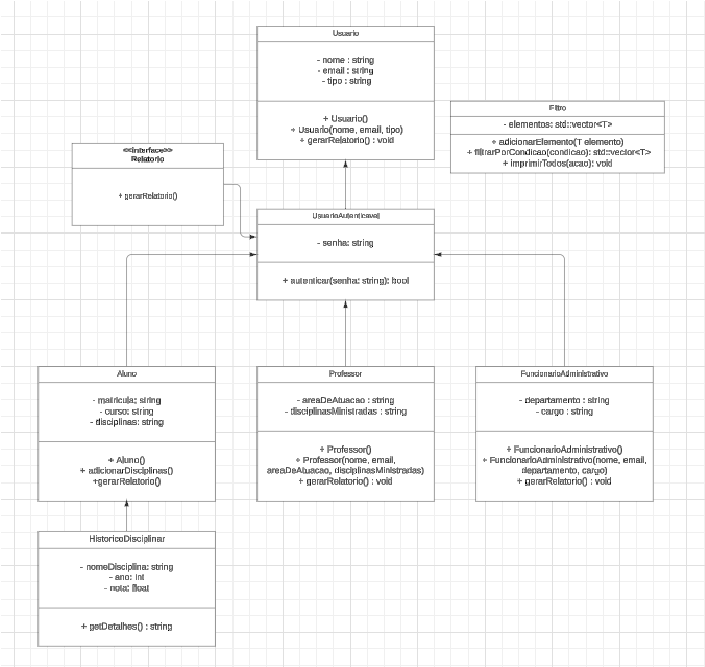 Usuario
- nome : string
- email : string
- tipo : string
+ Usuario()
+ Usuario(nome, email, tipo)
+ gerarRelatorio() : void
Filtro
- elementos: std::vector<T>
+ adicionarElemento(T elemento)
+ filtrarPorCondicao(condicao): std::vector<T>
+ imprimirTodos(acao): void
<<interface>>
Relatorio
+ gerarRelatorio()
UsuarioAutenticavel
- senha: string
+ autenticar(senha: string): bool
Aluno
- matricula: string
- curso: string
- disciplinas: string
+ Aluno()
+ adicionarDisciplinas()
+gerarRelatorio()
Professor
- areaDeAtuacao : string
- disciplinasMinistradas : string
+ Professor()
+ Professor(nome, email,
areaDeAtuacao, disciplinasMinistradas)
+ gerarRelatorio() : void
FuncionarioAdministrativo
- departamento : string
- cargo : string
+ FuncionarioAdministrativo()
+ FuncionarioAdministrativo(nome, email,
departamento, cargo)
+ gerarRelatorio() : void
HistoricoDisciplinar
- nomeDisciplina: string
- ano: int
- nota: float
+ getDetalhes() : string